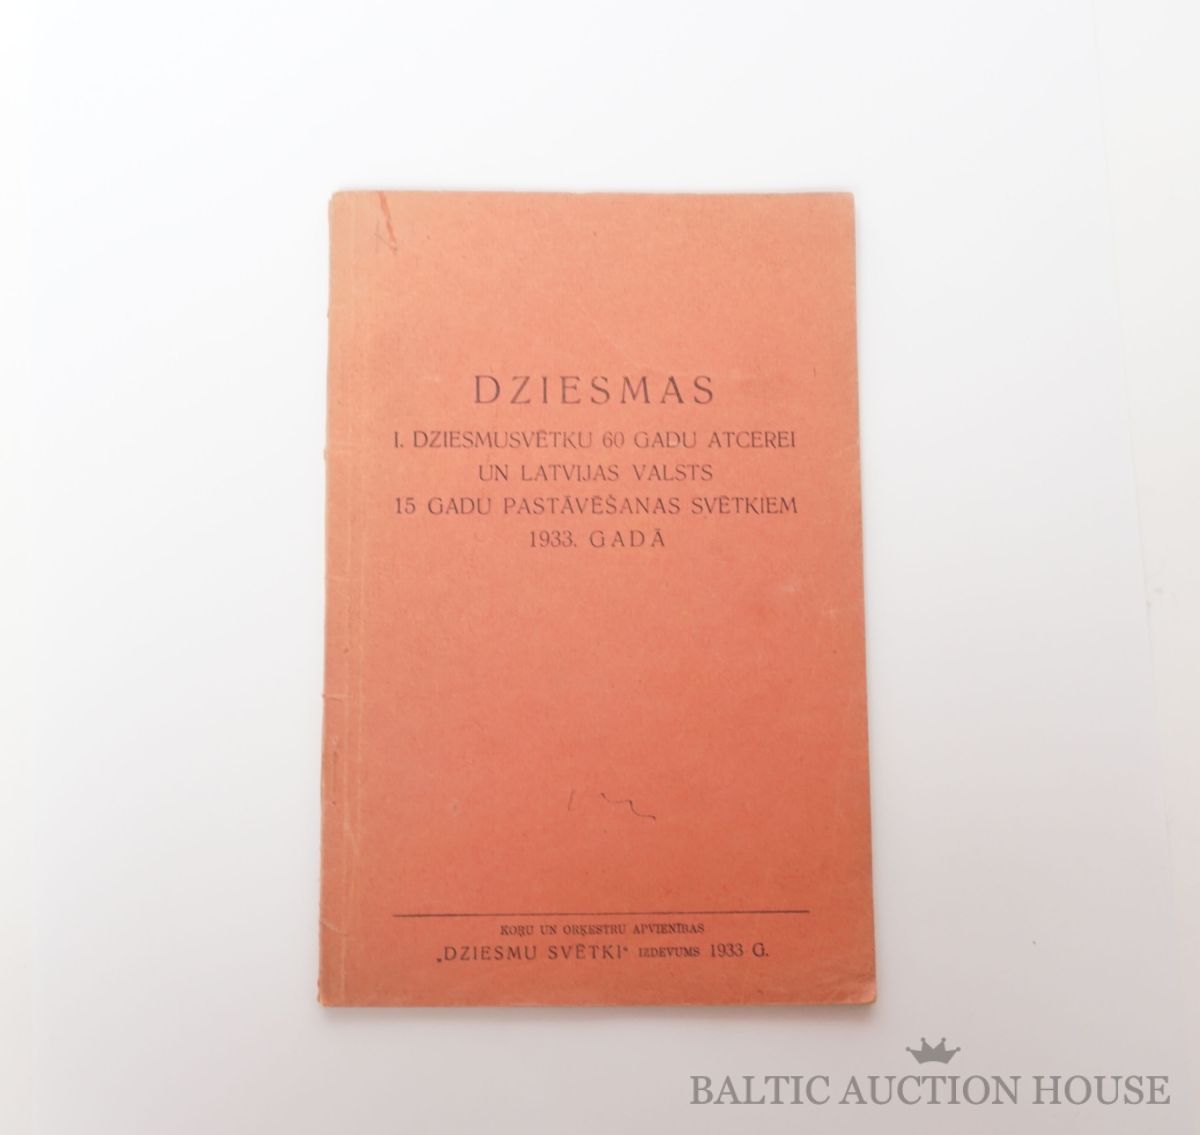 DZIESMAS
I. DZIESMUSVĒTKU 60 GADU ATCEREI
UN LATVIJAS VALSTS
15 GADU PASTĀVĒŠANAS SVĒTKIEM
1933. GADĀ
KOŖU UN ORĶESTRU APVIENĪBAS
„DZIESMU SVĒTKI“ IZDEVUMS 1933 G.
BALTIC AUCTION HOUSE